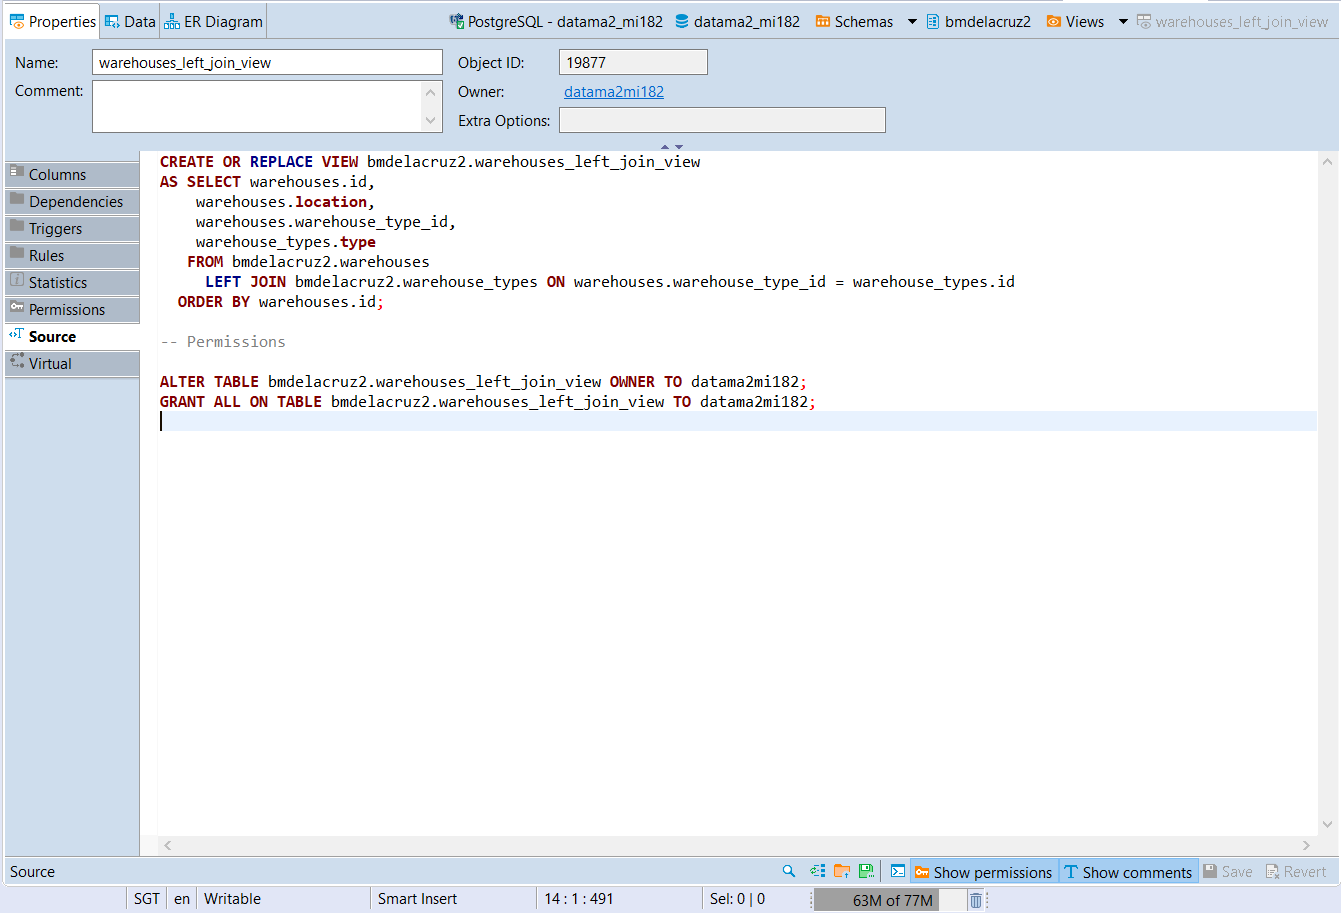 Properties Data ER Diagram PostgreSQL - datama2_mi182 datama2_mi182 Schemas bmdelacruz2 Views warehouses_left_join_view
Name: warehouses_left_join_view Object ID: 19877
Comment: Owner: datama2mi182
Extra Options:
Columns
Dependencies
Triggers
Rules
Statistics
Permissions
Source
Virtual
CREATE OR REPLACE VIEW bmdelacruz2.warehouses_left_join_view
AS SELECT warehouses.id,
    warehouses.location,
    warehouses.warehouse_type_id,
    warehouse_types.type
   FROM bmdelacruz2.warehouses
     LEFT JOIN bmdelacruz2.warehouse_types ON warehouses.warehouse_type_id = warehouse_types.id
  ORDER BY warehouses.id;
-- Permissions
ALTER TABLE bmdelacruz2.warehouses_left_join_view OWNER TO datama2mi182;
GRANT ALL ON TABLE bmdelacruz2.warehouses_left_join_view TO datama2mi182;
Source Show permissions Show comments Save Revert
SGT en Writable Smart Insert 14 : 1 : 491 Sel: 0 | 0 63M of 77M